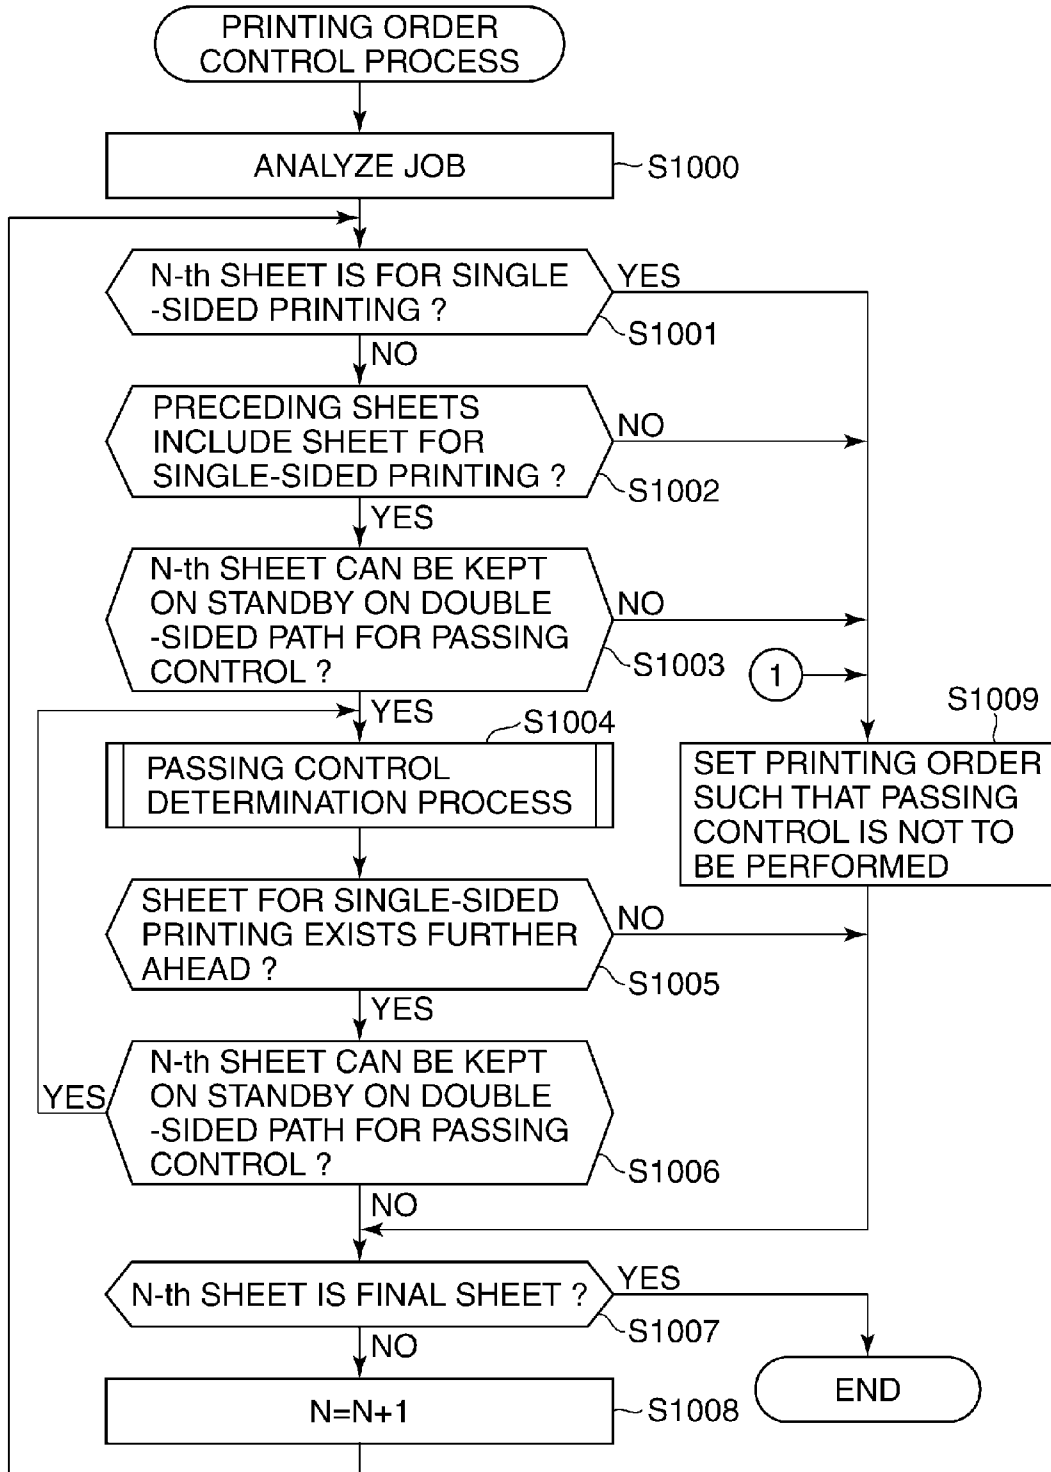 PRINTING ORDER
CONTROL PROCESS
ANALYZE JOB
S1000
N-th SHEET IS FOR SINGLE
-SIDED PRINTING ?
YES
S1001
NO
PRECEDING SHEETS
INCLUDE SHEET FOR
SINGLE-SIDED PRINTING ?
NO
S1002
YES
N-th SHEET CAN BE KEPT
ON STANDBY ON DOUBLE
-SIDED PATH FOR PASSING
CONTROL ?
NO
S1003
YES
1
S1004
PASSING CONTROL
DETERMINATION PROCESS
S1009
SET PRINTING ORDER
SUCH THAT PASSING
CONTROL IS NOT TO
BE PERFORMED
SHEET FOR SINGLE-SIDED
PRINTING EXISTS FURTHER
AHEAD ?
NO
S1005
YES
N-th SHEET CAN BE KEPT
ON STANDBY ON DOUBLE
-SIDED PATH FOR PASSING
CONTROL ?
YES
S1006
NO
N-th SHEET IS FINAL SHEET ?
YES
S1007
NO
END
N=N+1
S1008